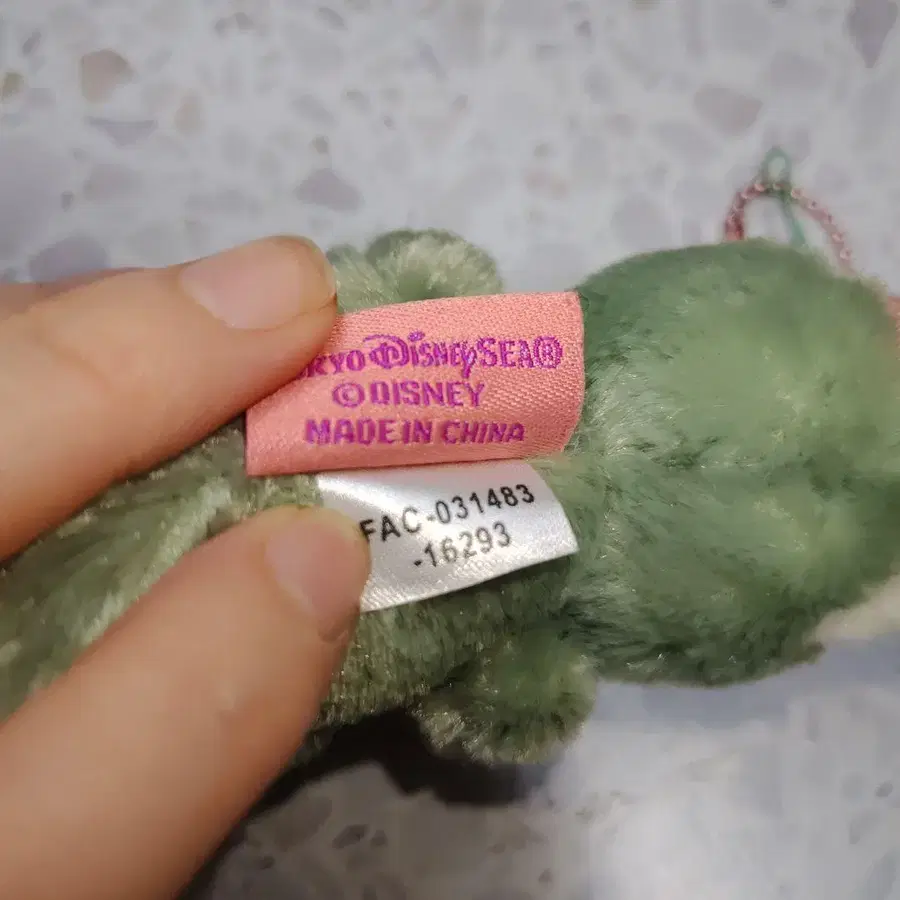 KYO DisneySEA®
© DISNEY
MADE IN CHINA
FAC-031483
-16293